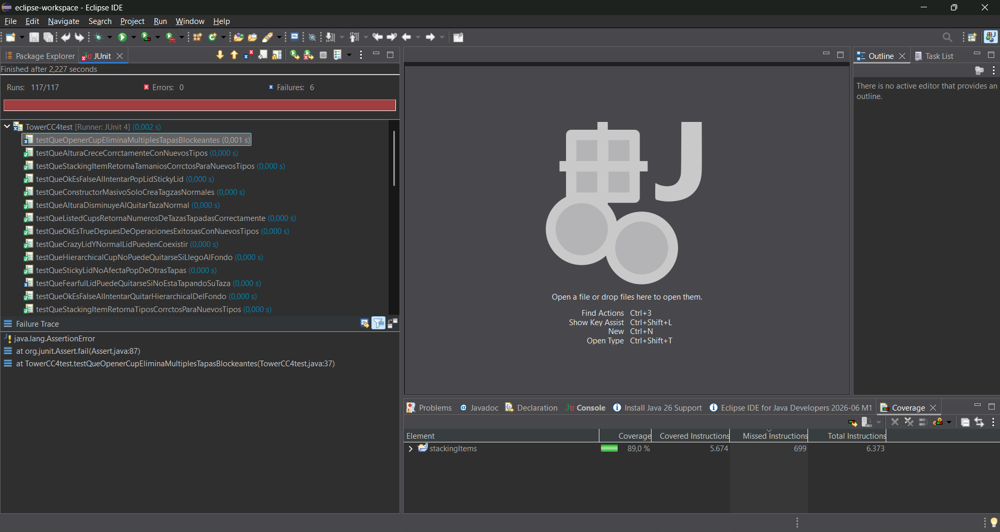 eclipse-workspace - Eclipse IDE
File Edit Navigate Search Project Run Window Help
Package Explorer JUnit
Finished after 2,227 seconds
Runs: 117/117 Errors: 0 Failures: 6
TowerCC4test [Runner: JUnit 4] (0,002 s)
testQueOpenerCupEliminaMultiplesTapasBlockeantes (0,001 s)
testQueAlturaCreceCorrctamenteConNuevosTipos (0,000 s)
testQueStackingItemRetornaTamaniosCorrctosParaNuevosTipos (0,000 s)
testQueOkEsFalseAlIntentarPopLidStickyLid (0,000 s)
testQueConstructorMasivoSoloCreaTagzasNormales (0,000 s)
testQueAlturaDisminuyeAlQuitarTazaNormal (0,000 s)
testQueListedCupsRetornaNumerosDeTazasTapadasCorrectamente (0,000 s)
testQueOkEsTrueDepuesDeOperacionesExitosasConNuevosTipos (0,000 s)
testQueCrazyLidYNormalLidPuedenCoexistir (0,000 s)
testQueHierarchicalCupNoPuedeQuitarseSiLlegoAlFondo (0,000 s)
testQueStickyLidNoAfectaPopDeOtrasTapas (0,000 s)
testQueFearfulLidPuedeQuitarseSiNoEstaTapandoSuTaza (0,000 s)
testQueOkEsFalseAlIntentarQuitarHierarchicalDelFondo (0,000 s)
testQueStackingItemRetornaTiposCorrctosParaNuevosTipos (0,000 s)
Failure Trace
java.lang.AssertionError
at org.junit.Assert.fail(Assert.java:87)
at TowerCC4test.testQueOpenerCupEliminaMultiplesTapasBlockeantes(TowerCC4test.java:37)
Open a file or drop files here to open them.
Find Actions Ctrl+3
Show Key Assist Ctrl+Shift+L
New Ctrl+N
Open Type Ctrl+Shift+T
Outline Task List
There is no active editor that provides an
outline.
Problems Javadoc Declaration Console Install Java 26 Support Eclipse IDE for Java Developers 2026-06 M1 Coverage
Element Coverage Covered Instructions Missed Instructions Total Instructions
stackingItems 89,0 % 5.674 699 6.373